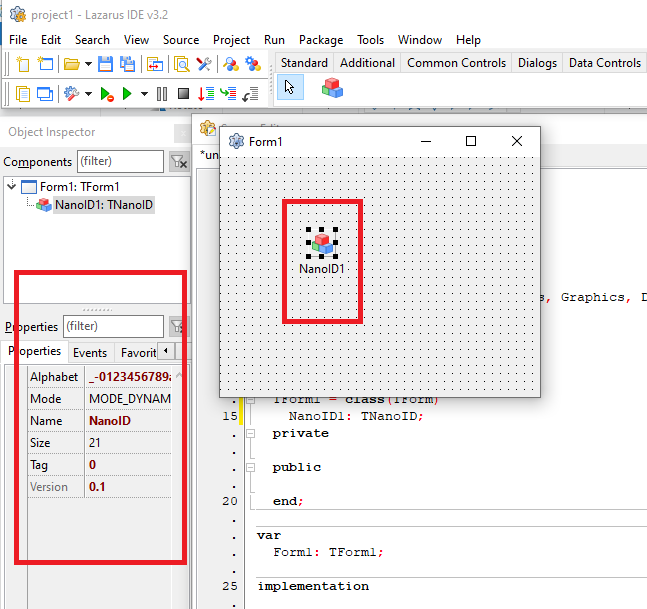 project1 - Lazarus IDE v3.2
File Edit Search View Source Project Run Package Tools Window Help
Standard Additional Common Controls Dialogs Data Controls
Object Inspector
Components (filter)
Form1: TForm1
NanoID1: TNanoID
Properties (filter)
Properties Events Favorit
Alphabet _-0123456789a
Mode MODE_DYNAM
Name NanoID
Size 21
Tag 0
Version 0.1
*un
Form1
NanoID1
s, Graphics, D
TForm1 = class(TForm)
15 NanoID1: TNanoID;
private
public
20 end;
var
Form1: TForm1;
25 implementation